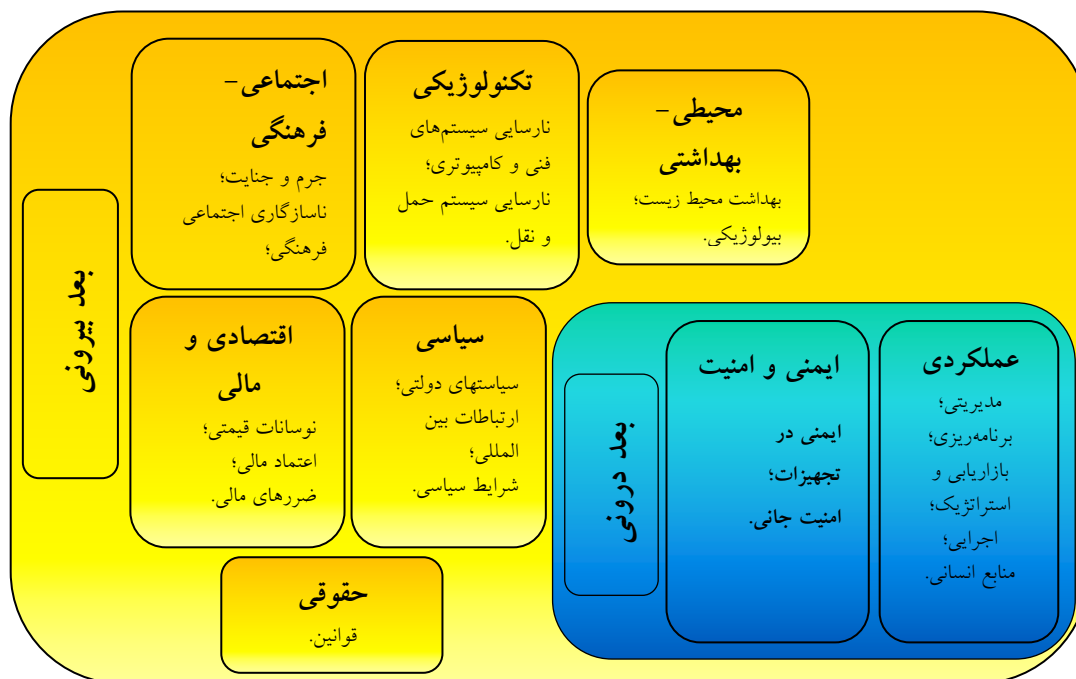 محیطی-
بهداشتی
بهداشت محیط زیست؛
بیولوژیکی.
تکنولوژیکی
نارسایی سیستم‌های
فنی و کامپیوتری؛
نارسایی سیستم حمل
و نقل.
اجتماعی-
فرهنگی
جرم و جنایت؛
ناسازگاری اجتماعی
فرهنگی؛
بعد بیرونی
عملکردی
مدیریتی؛
برنامه‌ریزی؛
بازاریابی و
استراتژیک؛
اجرایی؛
منابع انسانی.
ایمنی و امنیت
ایمنی در
تجهیزات؛
امنیت جانی.
بعد درونی
سیاسی
سیاستهای دولتی؛
ارتباطات بین
المللی؛
شرایط سیاسی.
اقتصادی و
مالی
نوسانات قیمتی؛
اعتماد مالی؛
ضررهای مالی.
حقوقی
قوانین.